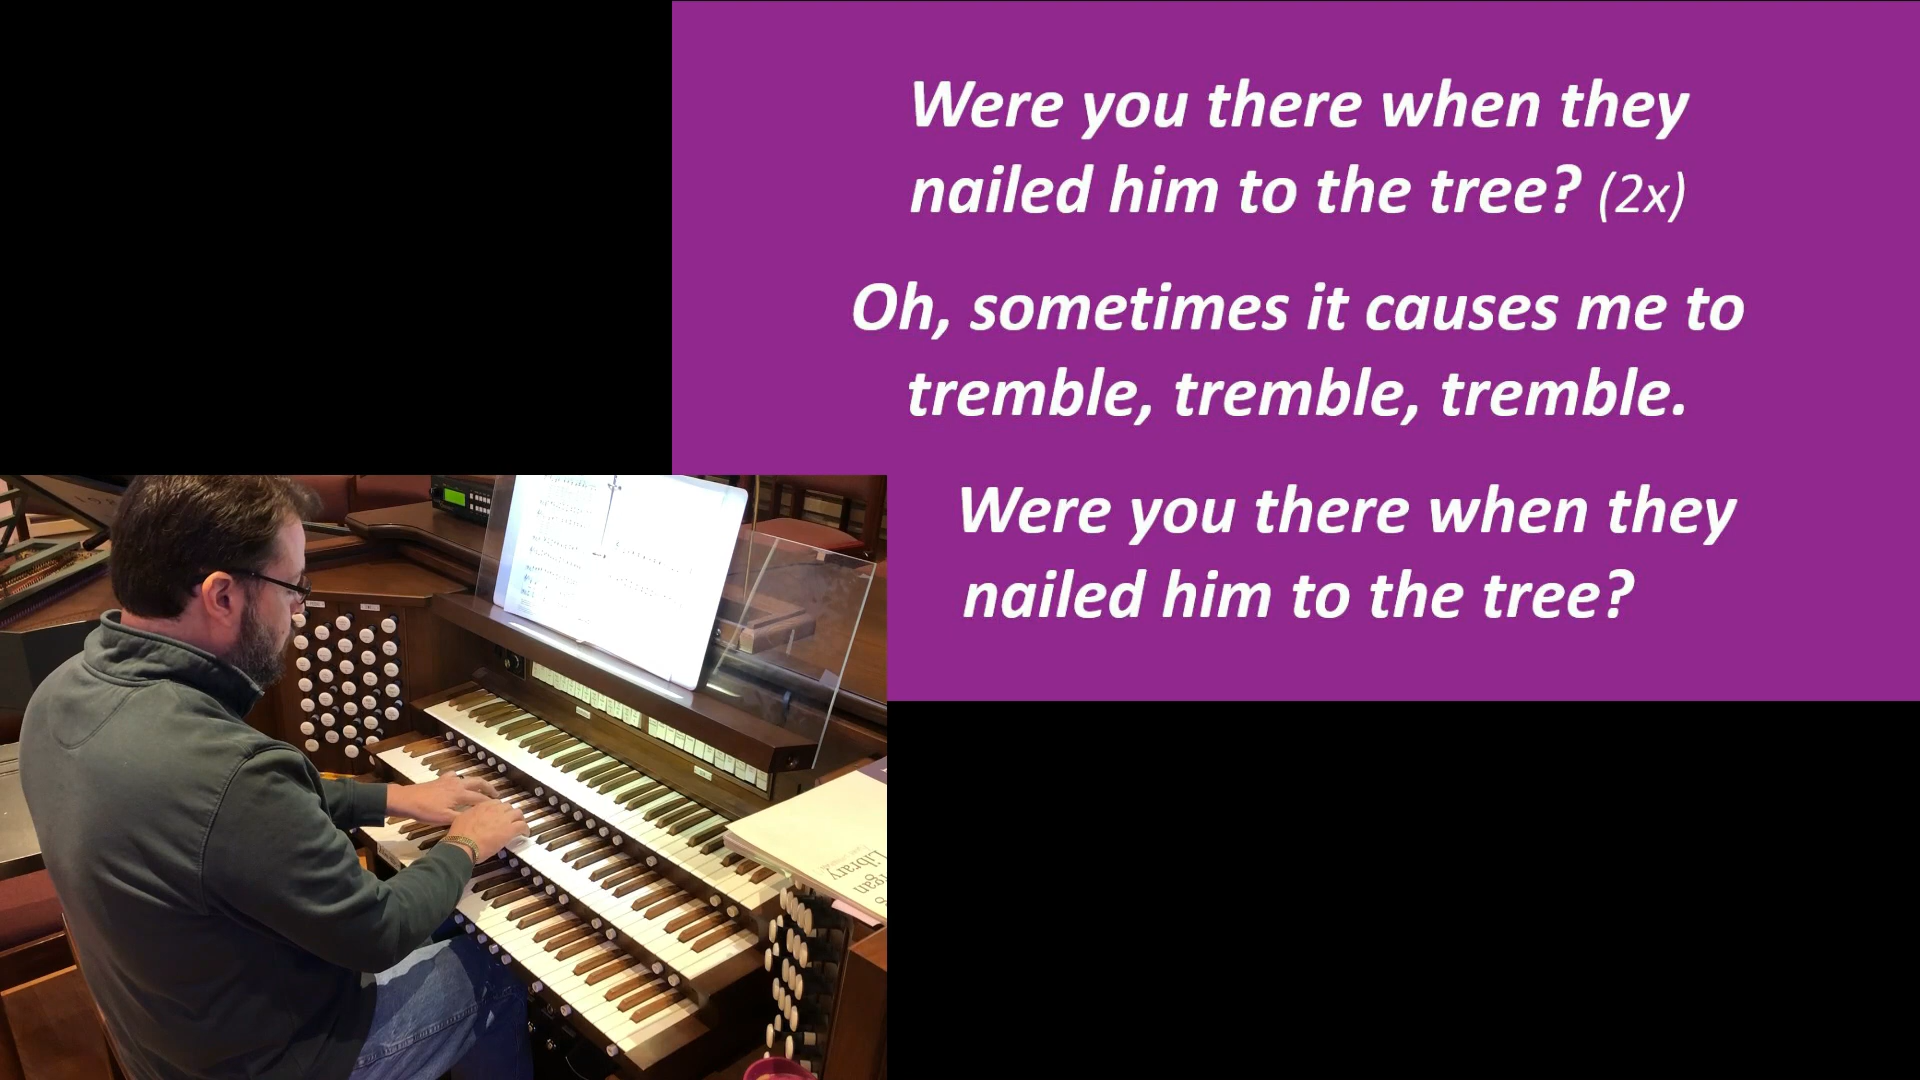 Were you there when they
nailed him to the tree? (2x)
Oh, sometimes it causes me to
tremble, tremble, tremble.
Were you there when they
nailed him to the tree?
Library